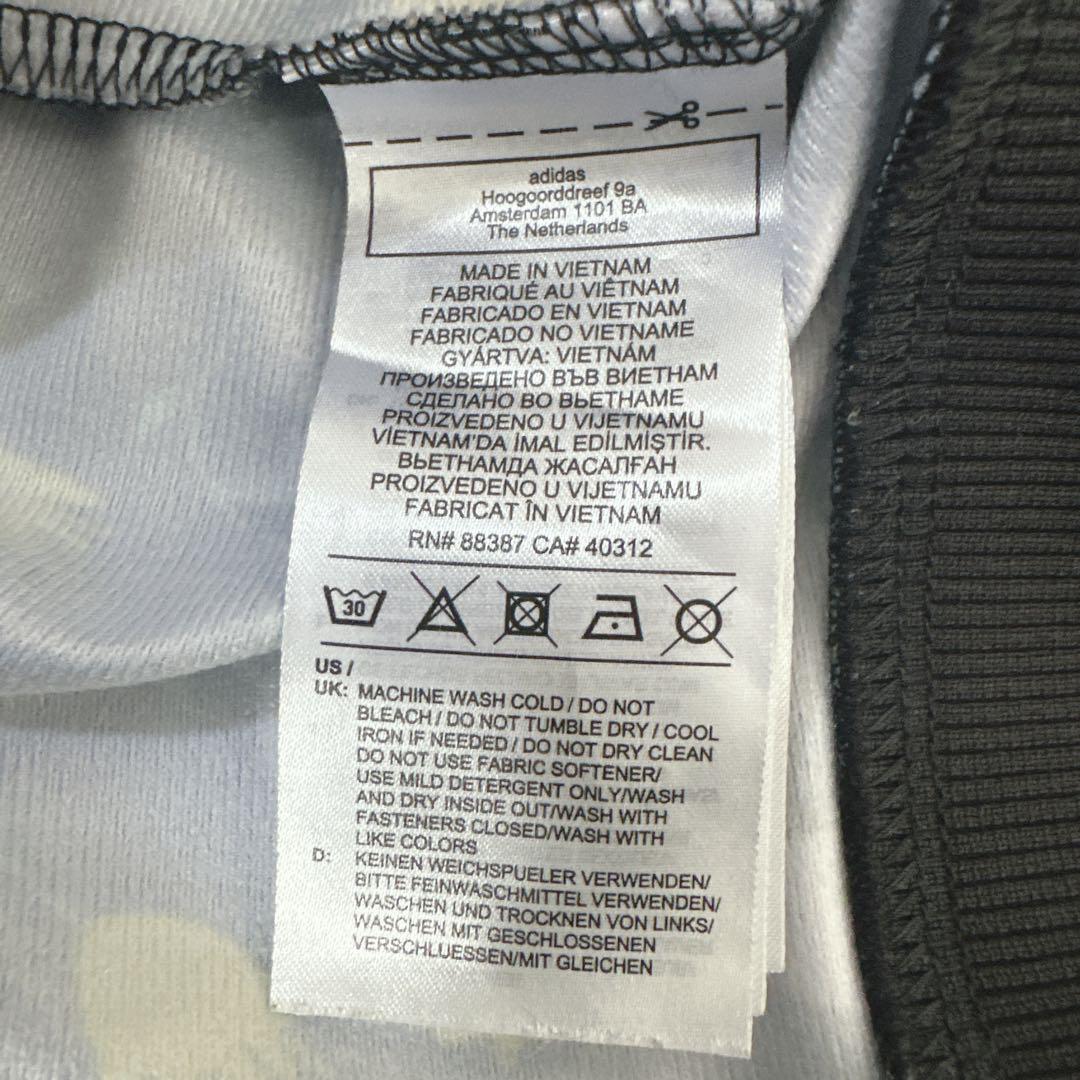 adidas
Hoogoorddreef 9a
Amsterdam 1101 BA
The Netherlands
MADE IN VIETNAM
FABRIQUÉ AU VIÊTNAM
FABRICADO EN VIETNAM
FABRICADO NO VIETNAME
GYÁRTVA: VIETNÁM
ПРОИЗВЕДЕНО ВЪВ ВИЕТНАМ
СДЕЛАНО ВО ВЬЕТНАМЕ
PROIZVEDENO U VIJETNAMU
VİETNAM'DA İMAL EDİLMİŞTİR.
ВЬЕТНАМДА ЖАСАЛҒАН
PROIZVEDENO U VIJETNAMU
FABRICAT ÎN VIETNAM
RN# 88387 CA# 40312
30
US /
UK: MACHINE WASH COLD / DO NOT
BLEACH / DO NOT TUMBLE DRY / COOL
IRON IF NEEDED / DO NOT DRY CLEAN
DO NOT USE FABRIC SOFTENER/
USE MILD DETERGENT ONLY/WASH
AND DRY INSIDE OUT/WASH WITH
FASTENERS CLOSED/WASH WITH
LIKE COLORS
D: KEINEN WEICHSPUELER VERWENDEN/
BITTE FEINWASCHMITTEL VERWENDEN/
WASCHEN UND TROCKNEN VON LINKS/
WASCHEN MIT GESCHLOSSENEN
VERSCHLUESSEN/MIT GLEICHEN